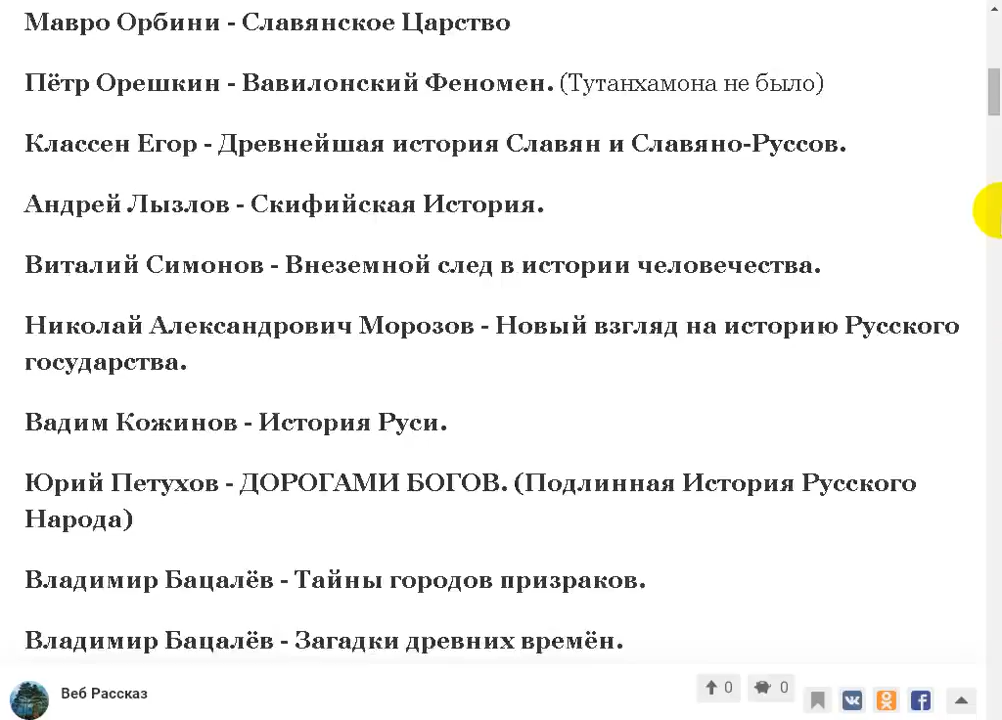 Мавро Орбини - Славянское Царство
Пётр Орешкин - Вавилонский Феномен. (Тутанхамона не было)
Классен Егор - Древнейшая история Славян и Славяно-Руссов.
Андрей Лызлов - Скифийская История.
Виталий Симонов - Внеземной след в истории человечества.
Николай Александрович Морозов - Новый взгляд на историю Русского
государства.
Вадим Кожинов - История Руси.
Юрий Петухов - ДОРОГАМИ БОГОВ. (Подлинная История Русского
Народа)
Владимир Бацалёв - Тайны городов призраков.
Владимир Бацалёв - Загадки древних времён.
Веб Рассказ 0 0